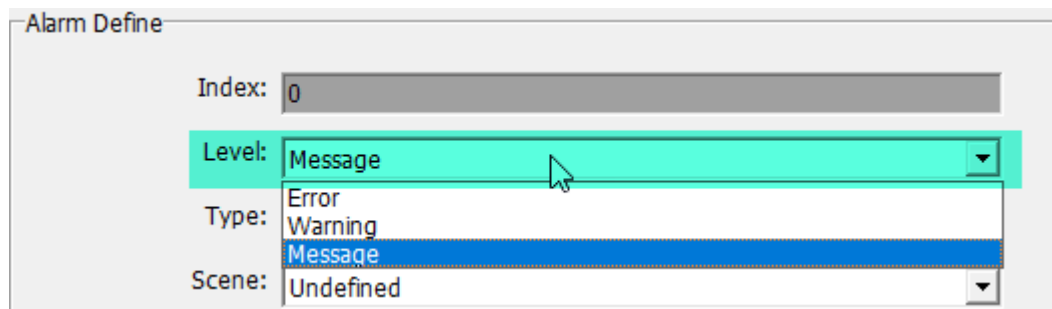 Alarm Define
Index: 0
Level: Message
Error
Type: Warning
Message
Scene: Undefined